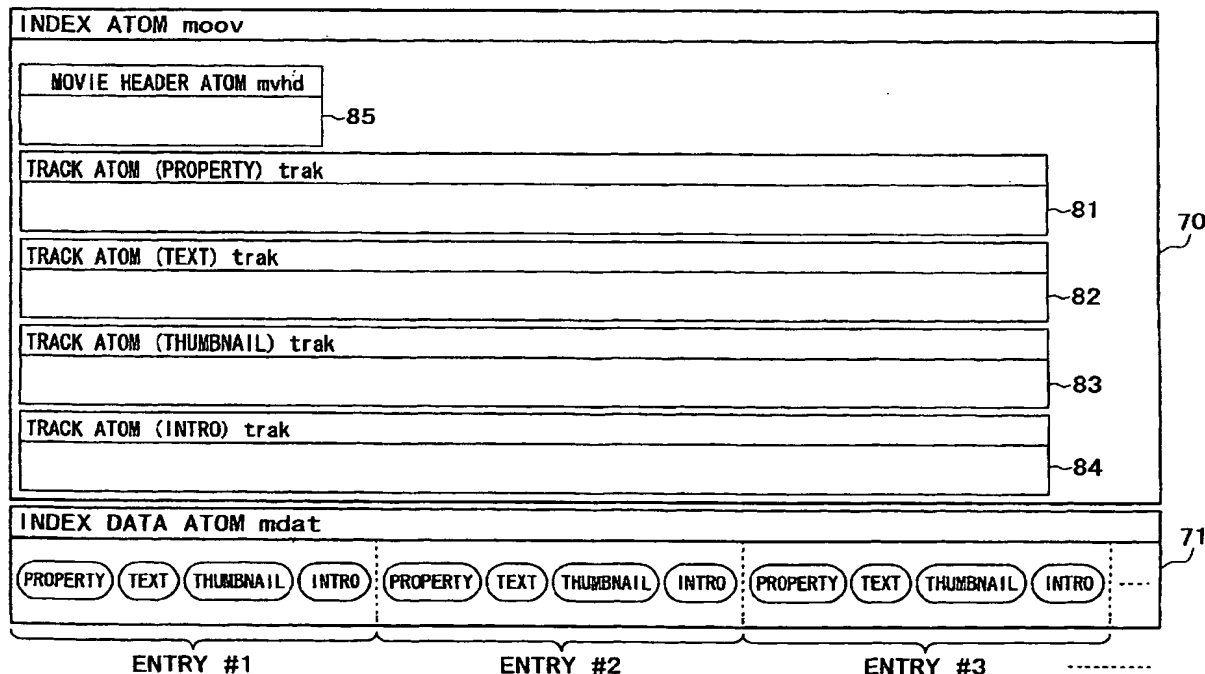 INDEX ATOM moov
MOVIE HEADER ATOM mvhd
85
TRACK ATOM (PROPERTY) trak
81
70
TRACK ATOM (TEXT) trak
82
TRACK ATOM (THUMBNAIL) trak
83
TRACK ATOM (INTRO) trak
84
INDEX DATA ATOM mdat
71
PROPERTY TEXT THUMBNAIL INTRO PROPERTY TEXT THUMBNAIL INTRO PROPERTY TEXT THUMBNAIL INTRO
ENTRY #1 ENTRY #2 ENTRY #3